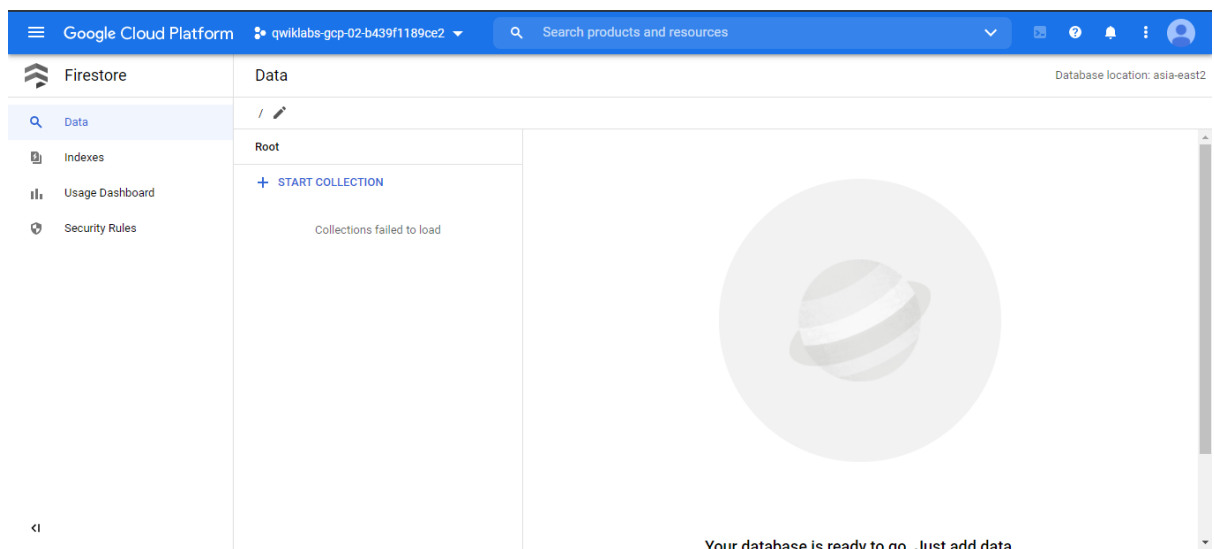 Google Cloud Platform qwiklabs-gcp-02-b439f1189ce2 Search products and resources
Firestore Data Database location: asia-east2
Data /
Root
Indexes
+ START COLLECTION
Usage Dashboard
Security Rules Collections failed to load
Your database is ready to go. Just add data